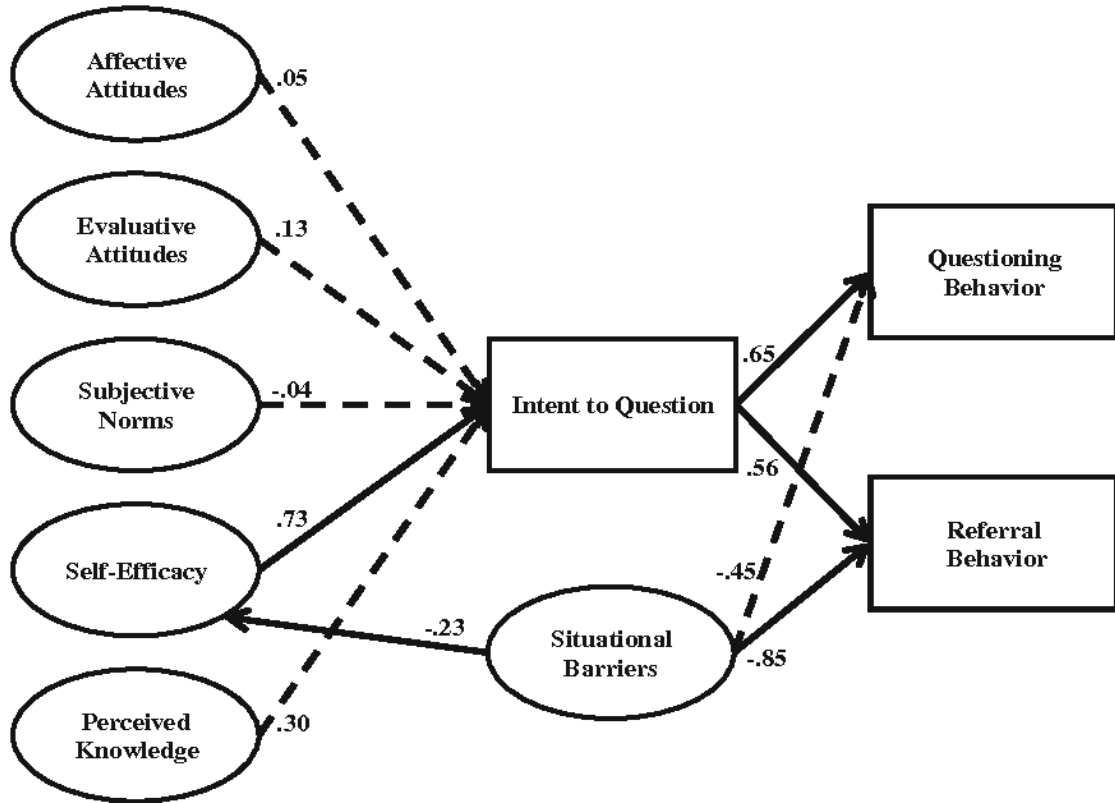 Affective
Attitudes
.05
Evaluative
Attitudes
.13
Subjective
Norms
-.04
Self-Efficacy
.73
Perceived
Knowledge
.30
Intent to Question
.65
.56
Situational
Barriers
-.23
-.45
-.85
Questioning
Behavior
Referral
Behavior